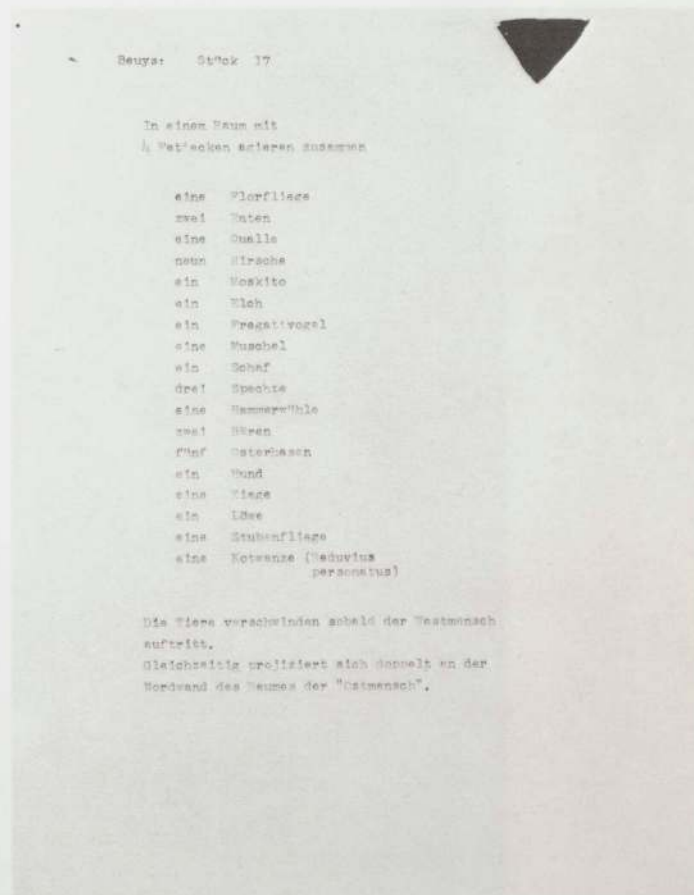 Beuys: Stück 17
In einem Raum mit
4 Fettecken agieren zusammen
eine Florfliege
zwei Enten
eine Qualle
neun Hirsche
ein Moskito
ein Elch
ein Fregattvogel
eine Muschel
ein Schaf
drei Spechte
eine Hammerwühle
zwei Bären
fünf Osterhasen
ein Hund
eine Ziege
ein Löwe
eine Stubenfliege
eine Kotwanze (Reduvius
personatus)
Die Tiere verschwinden sobald der Westmensch
auftritt.
Gleichzeitig projiziert sich doppelt an der
Nordwand des Raumes der "Ostmensch".